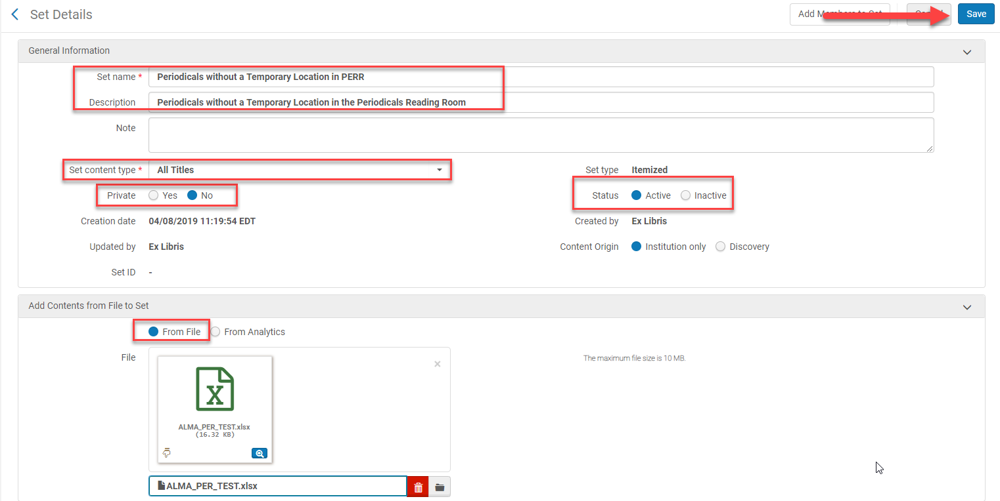 Set Details
Add Members to Set
Save
General Information
Set name *
Periodicals without a Temporary Location in PERR
Description
Periodicals without a Temporary Location in the Periodicals Reading Room
Note
Set content type *
All Titles
Set type
Itemized
Private
Yes
No
Status
Active
Inactive
Creation date
04/08/2019 11:19:54 EDT
Created by
Ex Libris
Updated by
Ex Libris
Content Origin
Institution only
Discovery
Set ID
-
Add Contents from File to Set
From File
From Analytics
File
The maximum file size is 10 MB.
X
ALMA_PER_TEST.xlsx
(16.32 KB)
ALMA_PER_TEST.xlsx